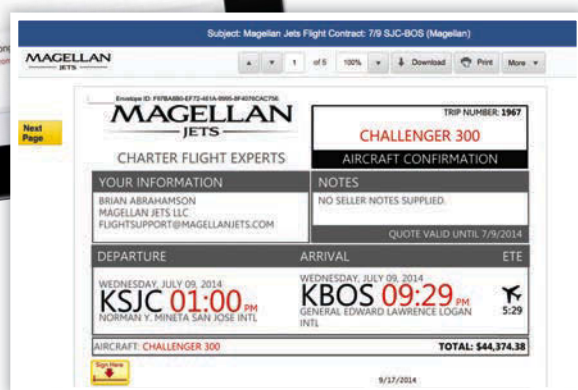 Subject: Magellan Jets Flight Contract: 7/9 SJC-BOS (Magellan)
MAGELLAN
JETS
1 of 5 100% Download Print More
Next
Page
MAGELLAN
JETS
CHARTER FLIGHT EXPERTS
TRIP NUMBER: 1967
CHALLENGER 300
AIRCRAFT CONFIRMATION
YOUR INFORMATION
BRIAN ABRAHAMSON
MAGELLAN JETS LLC
FLIGHTSUPPORT@MAGELLANJETS.COM
NOTES
NO SELLER NOTES SUPPLIED.
QUOTE VALID UNTIL 7/9/2014
DEPARTURE ARRIVAL ETE
WEDNESDAY, JULY 09, 2014
KSJC 01:00 PM
NORMAN Y. MINETA SAN JOSE INTL
WEDNESDAY, JULY 09, 2014
KBOS 09:29 PM
GENERAL EDWARD LAWRENCE LOGAN
INTL
5:29
AIRCRAFT: CHALLENGER 300 TOTAL: $44,374.38
Sign Here
9/17/2014